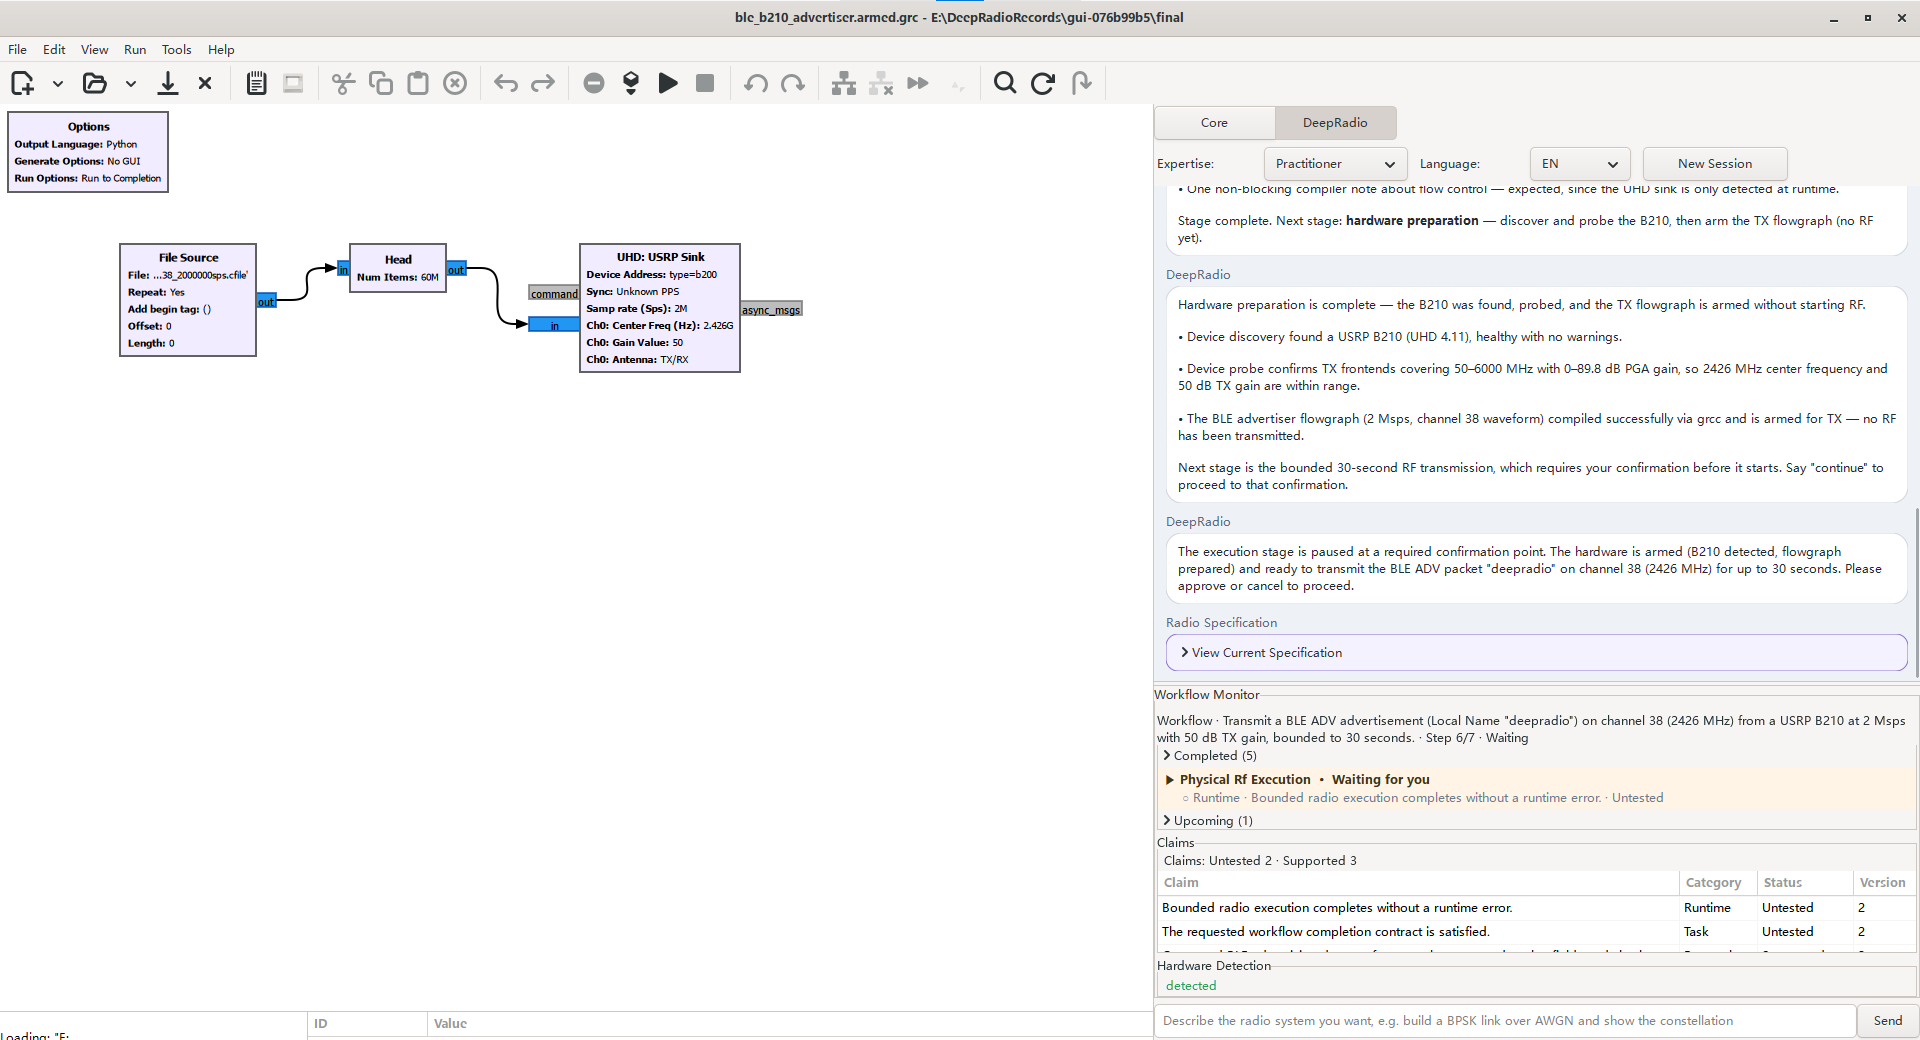 ble_b210_advertiser.armed.grc - E:\DeepRadioRecords\gui-076b99b5\final
File Edit View Run Tools Help
Options
Output Language: Python
Generate Options: No GUI
Run Options: Run to Completion
File Source
File: ...38_2000000sps.cfile'
Repeat: Yes
Add begin tag: ()
Offset: 0
Length: 0
out
in
Head
Num Items: 60M
out
command
in
UHD: USRP Sink
Device Address: type=b200
Sync: Unknown PPS
Samp rate (Sps): 2M
Ch0: Center Freq (Hz): 2.426G
Ch0: Gain Value: 50
Ch0: Antenna: TX/RX
async_msgs
Loading: "E:
ID Value
Core DeepRadio
Expertise: Practitioner Language: EN New Session
• One non-blocking compiler note about flow control — expected, since the UHD sink is only detected at runtime.
Stage complete. Next stage: hardware preparation — discover and probe the B210, then arm the TX flowgraph (no RF
yet).
DeepRadio
Hardware preparation is complete — the B210 was found, probed, and the TX flowgraph is armed without starting RF.
• Device discovery found a USRP B210 (UHD 4.11), healthy with no warnings.
• Device probe confirms TX frontends covering 50–6000 MHz with 0–89.8 dB PGA gain, so 2426 MHz center frequency and
50 dB TX gain are within range.
• The BLE advertiser flowgraph (2 Msps, channel 38 waveform) compiled successfully via grcc and is armed for TX — no RF
has been transmitted.
Next stage is the bounded 30-second RF transmission, which requires your confirmation before it starts. Say "continue" to
proceed to that confirmation.
DeepRadio
The execution stage is paused at a required confirmation point. The hardware is armed (B210 detected, flowgraph
prepared) and ready to transmit the BLE ADV packet "deepradio" on channel 38 (2426 MHz) for up to 30 seconds. Please
approve or cancel to proceed.
Radio Specification
View Current Specification
Workflow Monitor
Workflow · Transmit a BLE ADV advertisement (Local Name "deepradio") on channel 38 (2426 MHz) from a USRP B210 at 2 Msps
with 50 dB TX gain, bounded to 30 seconds. · Step 6/7 · Waiting
Completed (5)
Physical Rf Execution • Waiting for you
○ Runtime · Bounded radio execution completes without a runtime error. · Untested
Upcoming (1)
Claims
Claims: Untested 2 · Supported 3
Claim Category Status Version
Bounded radio execution completes without a runtime error. Runtime Untested 2
The requested workflow completion contract is satisfied. Task Untested 2
Hardware Detection
detected
Describe the radio system you want, e.g. build a BPSK link over AWGN and show the constellation
Send